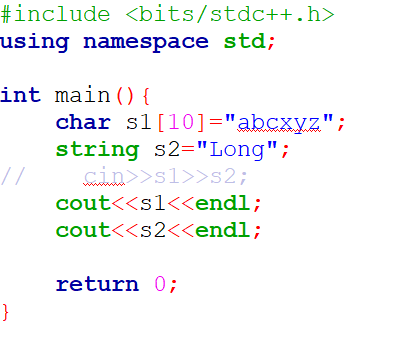 #include <bits/stdc++.h>
using namespace std;

int main(){
    char s1[10]="abcxyz";
    string s2="Long";
//    cin>>s1>>s2;
    cout<<s1<<endl;
    cout<<s2<<endl;

    return 0;
}